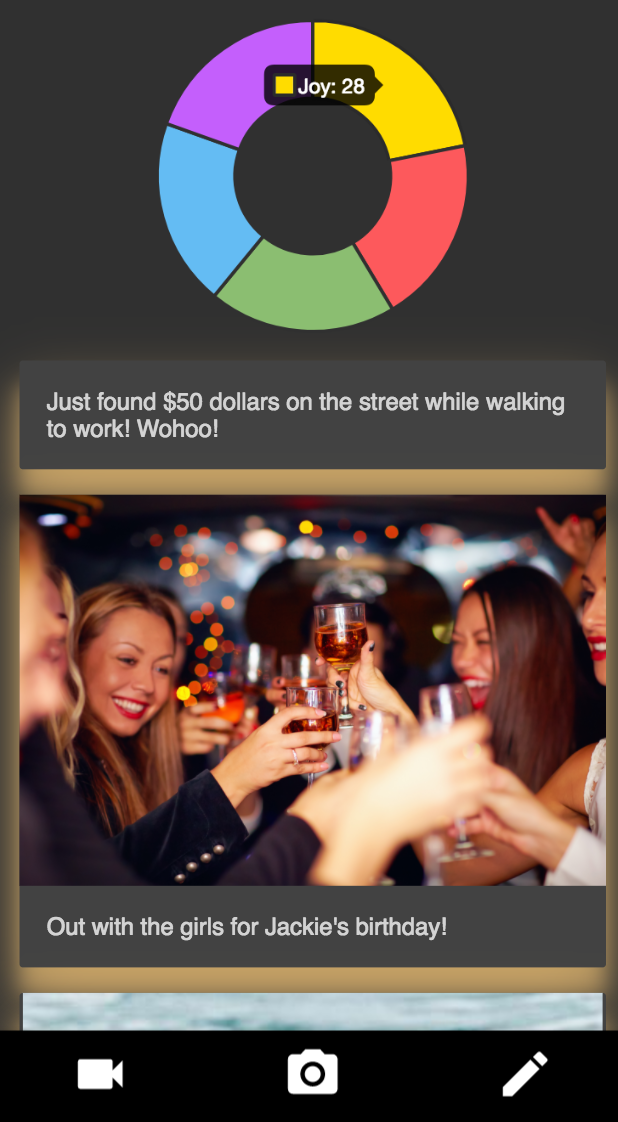 Joy: 28
Just found $50 dollars on the street while walking
to work! Wohoo!
Out with the girls for Jackie's birthday!